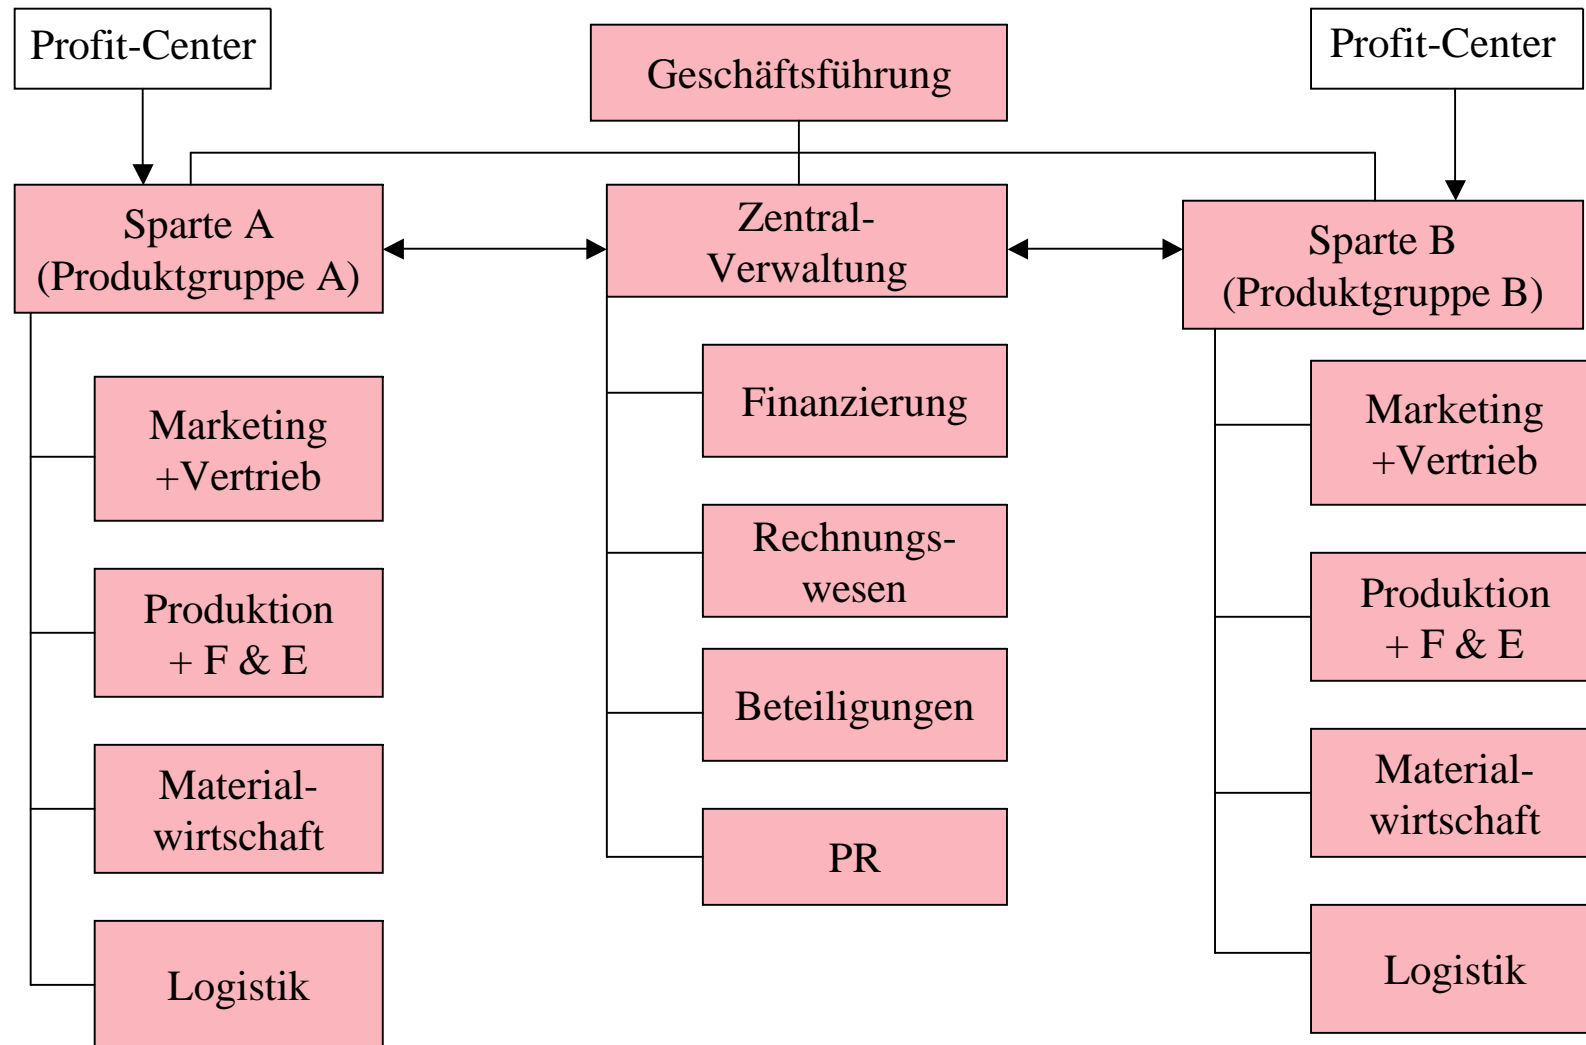 Profit-Center
Geschäftsführung
Profit-Center
Sparte A
(Produktgruppe A)
Zentral-
Verwaltung
Sparte B
(Produktgruppe B)
Marketing
+Vertrieb
Produktion
+ F & E
Material-
wirtschaft
Logistik
Finanzierung
Rechnungs-
wesen
Beteiligungen
PR
Marketing
+Vertrieb
Produktion
+ F & E
Material-
wirtschaft
Logistik